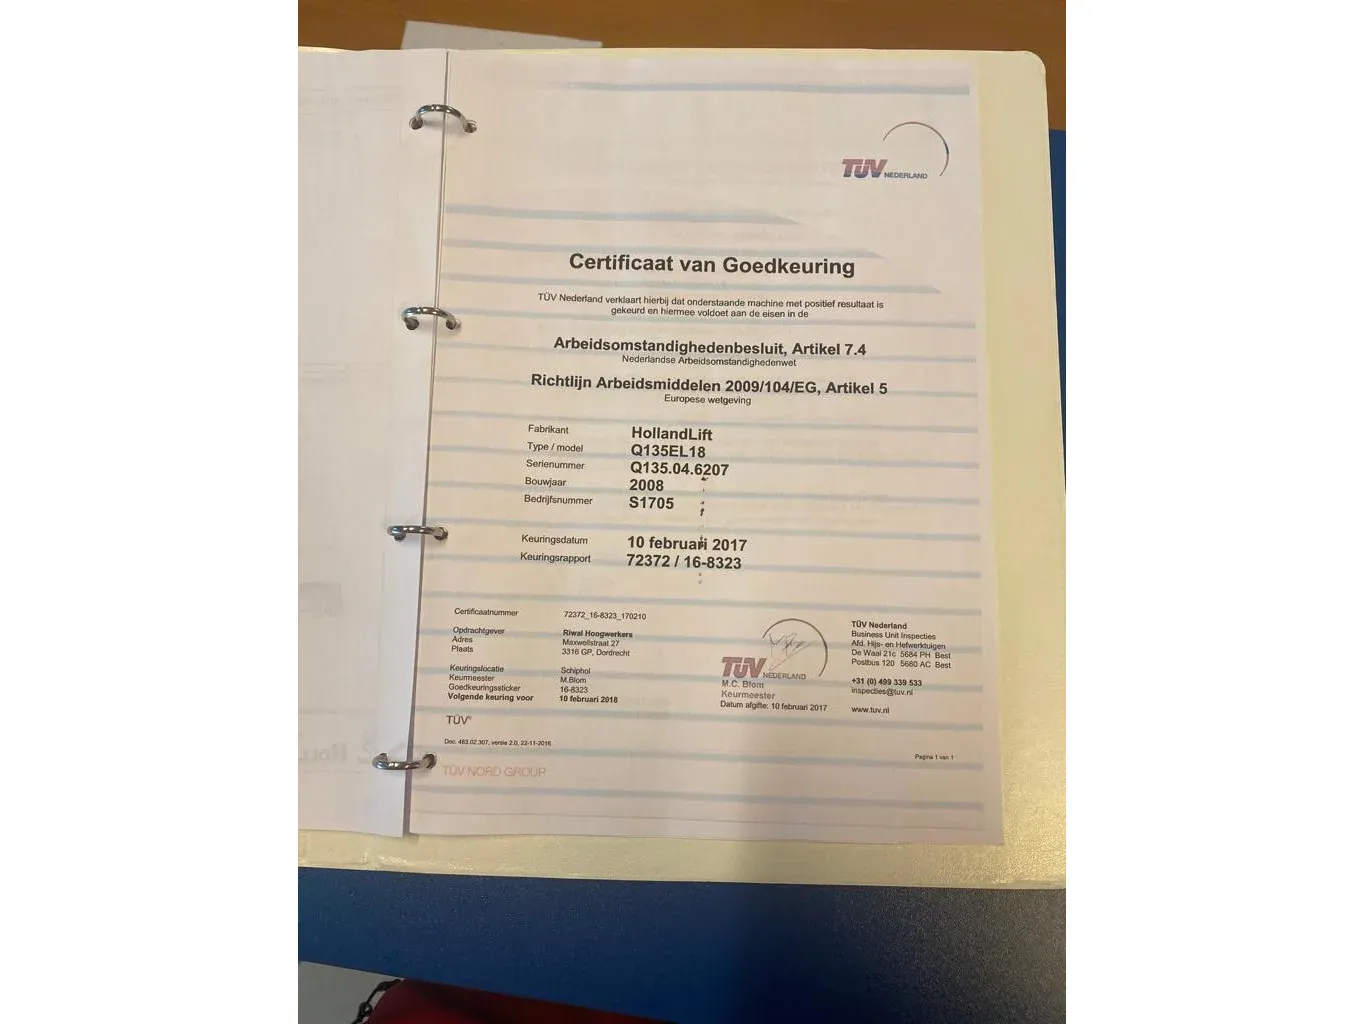 TÜV NEDERLAND
Certificaat van Goedkeuring
TÜV Nederland verklaart hierbij dat onderstaande machine met positief resultaat is
gekeurd en hiermee voldoet aan de eisen in de
Arbeidsomstandighedenbesluit, Artikel 7.4
Nederlandse Arbeidsomstandighedenwet
Richtlijn Arbeidsmiddelen 2009/104/EG, Artikel 5
Europese wetgeving
Fabrikant HollandLift
Type / model Q135EL18
Serienummer Q135.04.6207
Bouwjaar 2008
Bedrijfsnummer S1705
Keuringsdatum 10 februari 2017
Keuringsrapport 72372 / 16-8323
Certificaatnummer 72372_16-8323_170210
Opdrachtgever Riwal Hoogwerkers
Adres Maxwellstraat 27
Plaats 3316 GP, Dordrecht
Keuringslocatie Schiphol
Keurmeester M.Blom
Goedkeuringssticker 16-8323
Volgende keuring voor 10 februari 2018
TÜV NEDERLAND
M.C. Blom
Keurmeester
Datum afgifte: 10 februari 2017
TÜV Nederland
Business Unit Inspecties
Afd. Hijs- en Hefwerktuigen
De Waal 21c 5684 PH Best
Postbus 120 5680 AC Best
+31 (0) 499 339 533
inspecties@tuv.nl
www.tuv.nl
TÜV®
Doc. 483.02.307, versie 2.0, 22-11-2016
Pagina 1 van 1
TÜV NORD GROUP